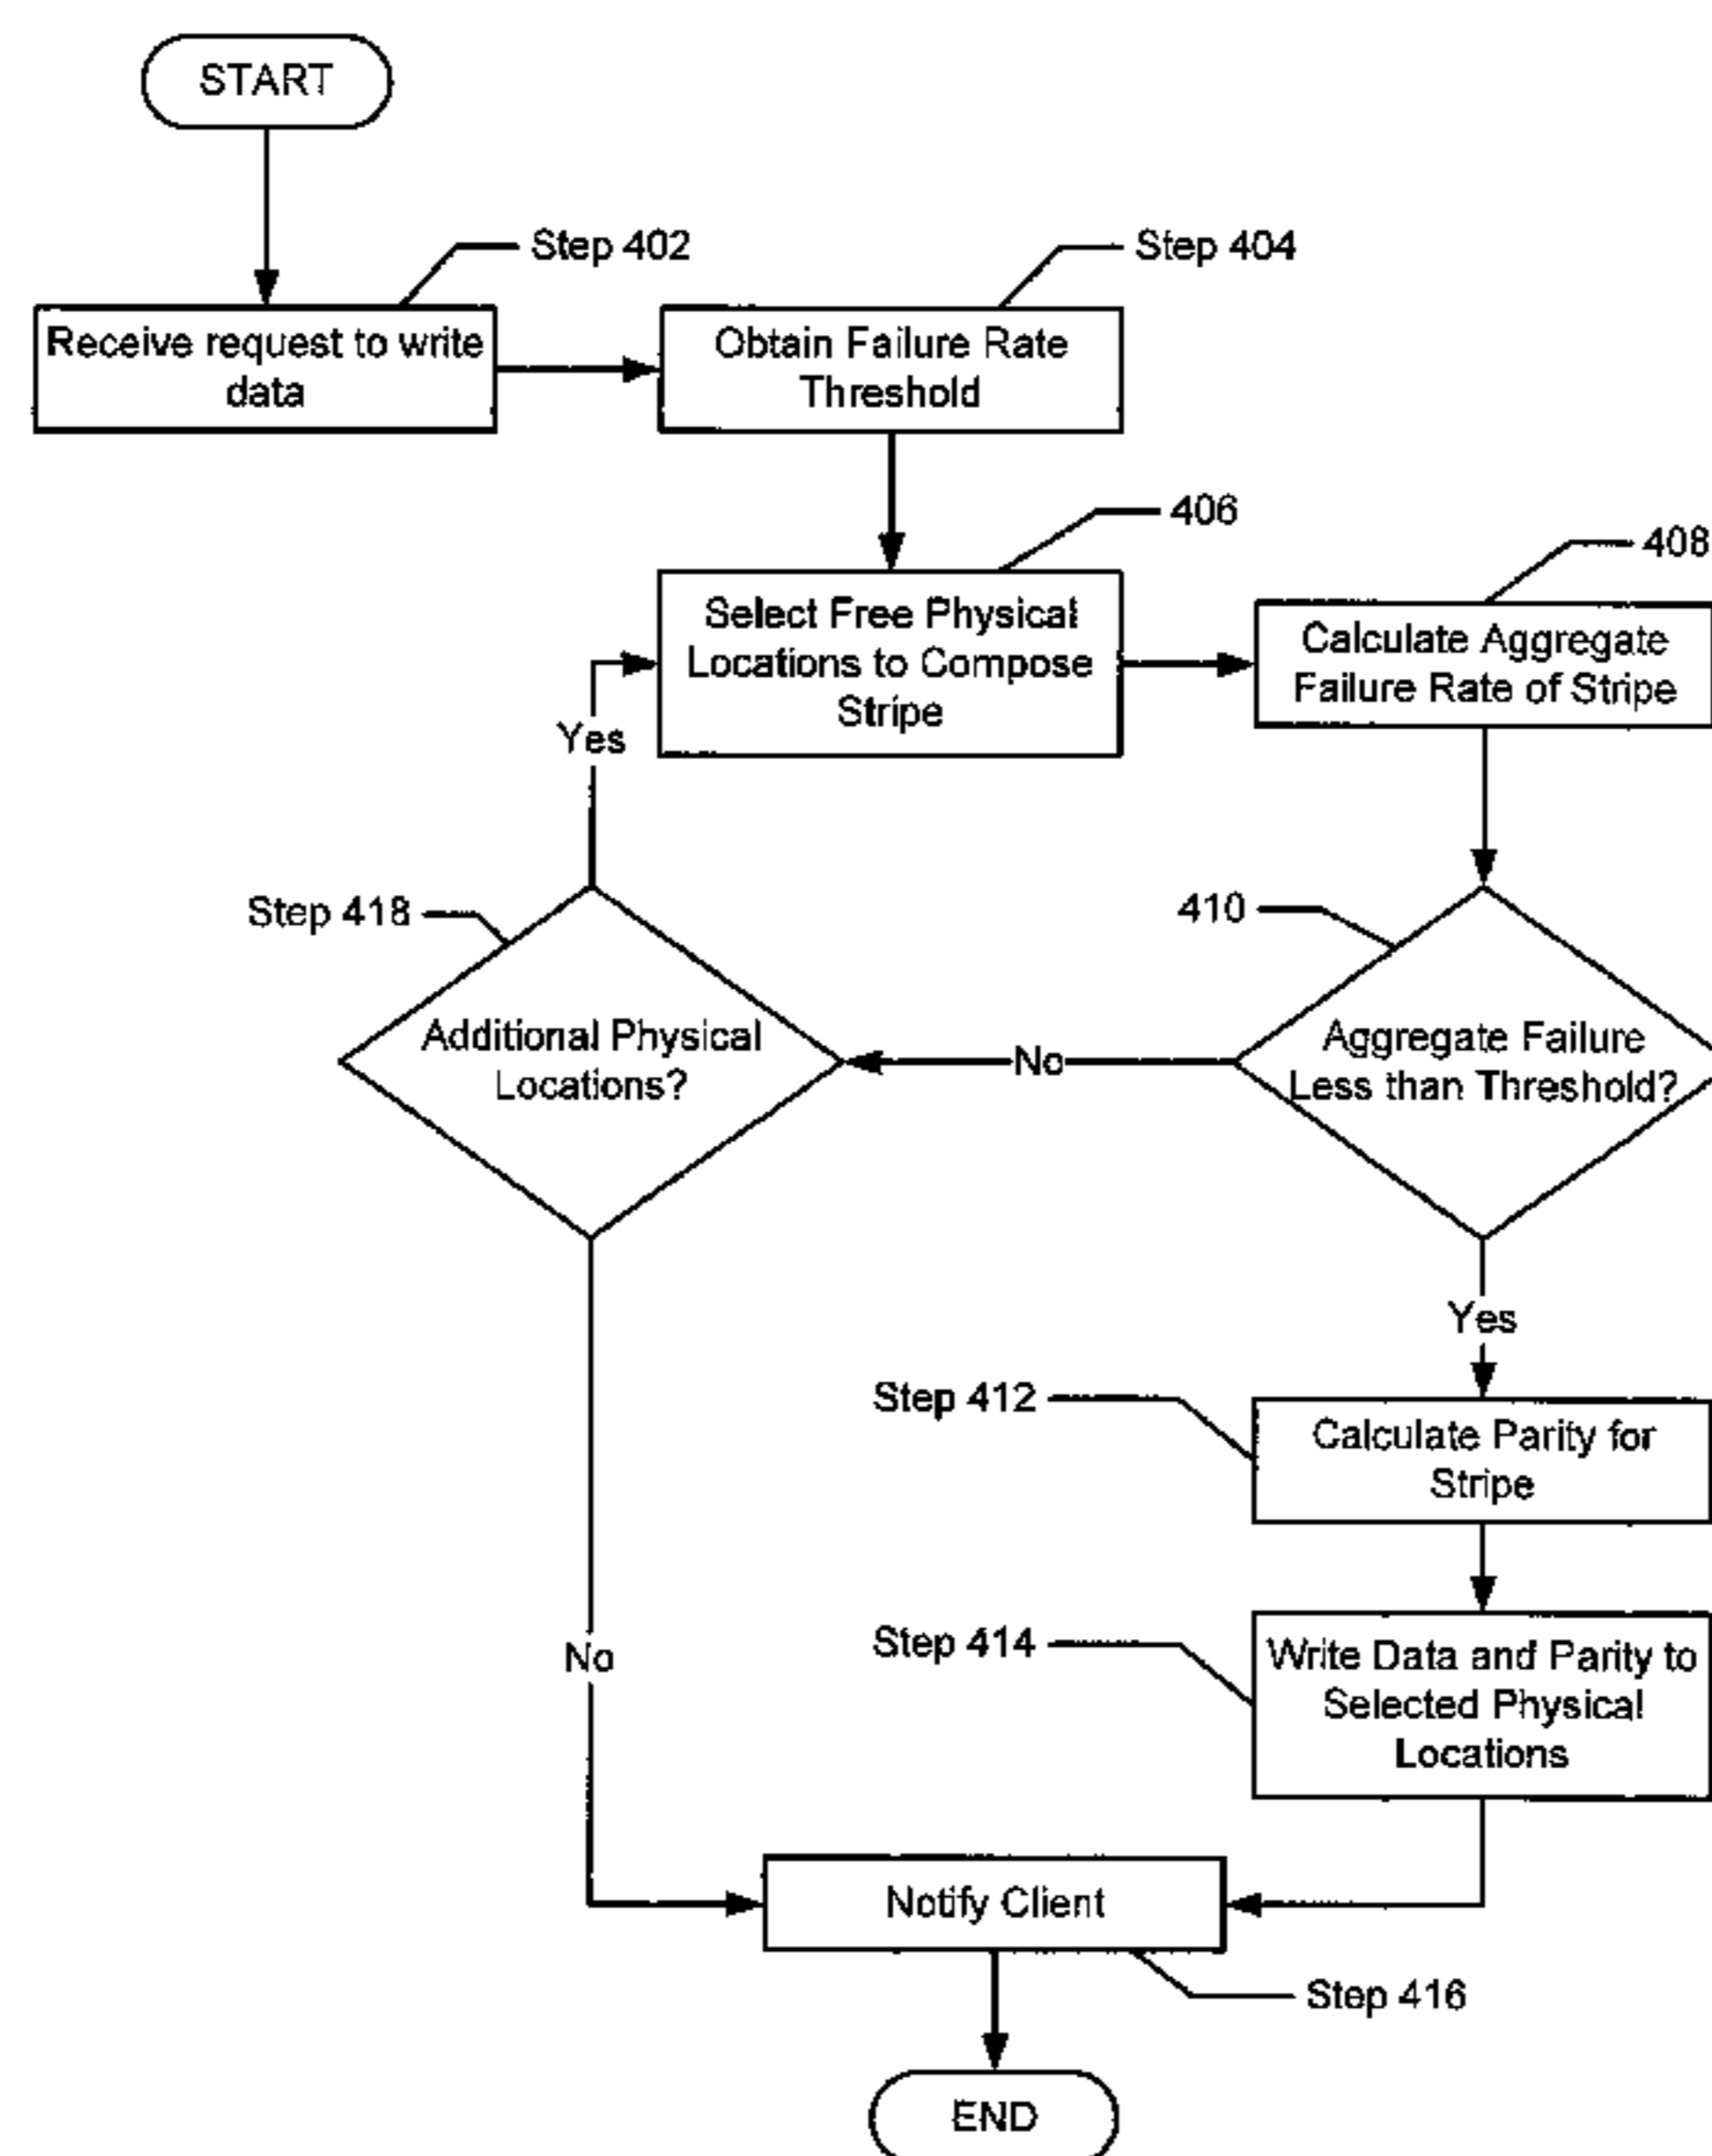 START
Step 402
Step 404
Receive request to write
data
Obtain Failure Rate
Threshold
406
408
Select Free Physical
Locations to Compose
Stripe
Calculate Aggregate
Failure Rate of Stripe
Yes
Step 418
410
Additional Physical
Locations?
No
Aggregate Failure
Less than Threshold?
Yes
Step 412
Calculate Parity for
Stripe
Step 414
No
Write Data and Parity to
Selected Physical
Locations
Notify Client
Step 416
END